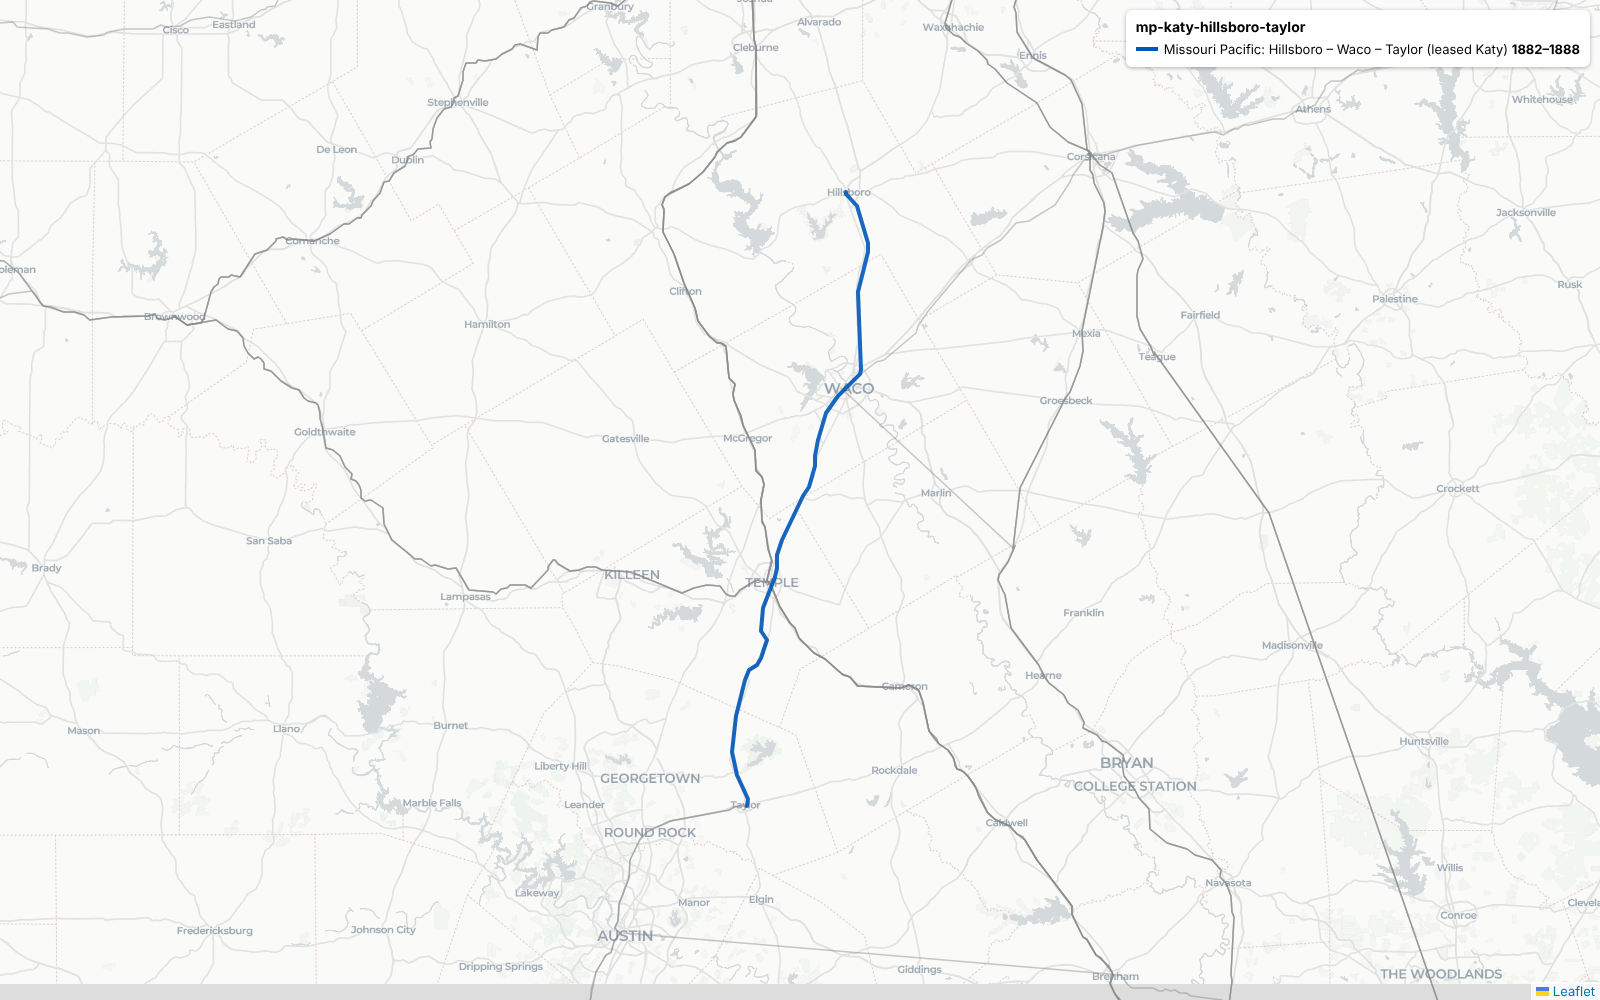 mp-katy-hillsboro-taylor
Missouri Pacific: Hillsboro – Waco – Taylor (leased Katy) 1882–1888
Granbury
Cisco
Eastland
Alvarado
Waxhachie
Cleburne
Ennis
Stephenville
Athens
Whitehouse
De Leon
Dublin
Corsicana
Hillsboro
Jacksonville
Comanche
Clifton
Rusk
Palestine
Brownwood
Hamilton
Fairfield
Mexia
Teague
WACO
Groesbeck
Goldthwaite
Gatesville
McGregor
Marlin
Crockett
San Saba
Brady
KILLEEN
TEMPLE
Lampasas
Franklin
Madisonville
Hearne
Cameron
Mason
Llano
Burnet
Huntsville
Liberty Hill
GEORGETOWN
Rockdale
BRYAN
COLLEGE STATION
Marble Falls
Leander
Taylor
ROUND ROCK
Caldwell
Willis
Navasota
Lakeway
Manor
Elgin
Conroe
Fredericksburg
Johnson City
AUSTIN
Dripping Springs
Giddings
Brenham
THE WOODLANDS
Leaflet